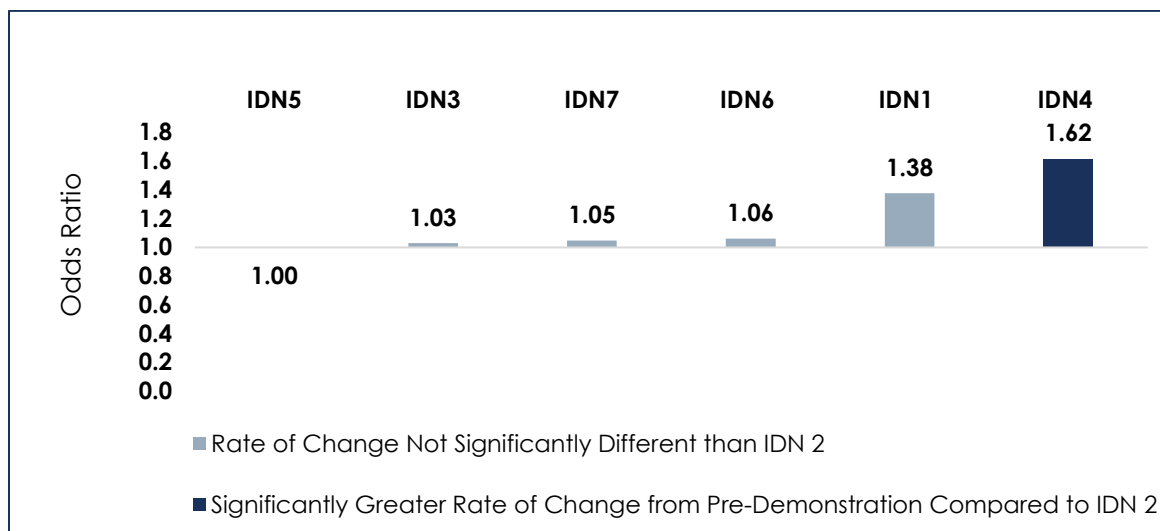 IDN5 IDN3 IDN7 IDN6 IDN1 IDN4
1.8
1.6
1.4
1.2
1.0
0.8
0.6
0.4
0.2
0.0
Odds Ratio
1.00 1.03 1.05 1.06 1.38 1.62
Rate of Change Not Significantly Different than IDN 2
Significantly Greater Rate of Change from Pre-Demonstration Compared to IDN 2